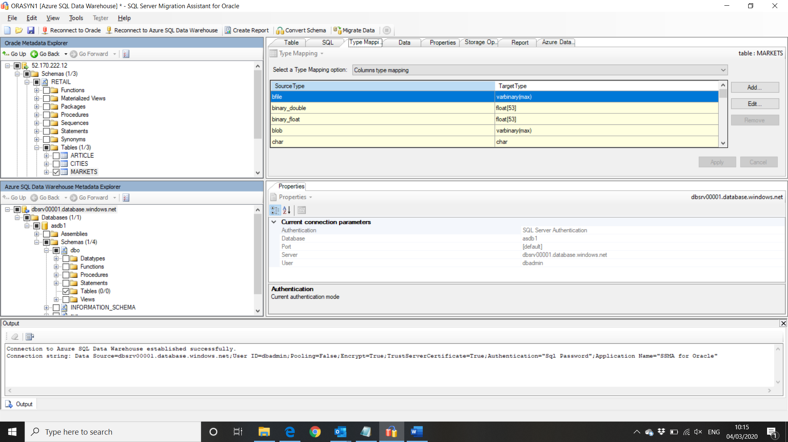 ORASYN1 [Azure SQL Data Warehouse] * - SQL Server Migration Assistant for Oracle
File Edit View Tools Tester Help
Reconnect to Oracle Reconnect to Azure SQL Data Warehouse Create Report Convert Schema Migrate Data
Oracle Metadata Explorer
Go Up Go Back Go Forward
52.170.222.12
Schemas (1/3)
RETAIL
Functions
Materialized Views
Packages
Procedures
Sequences
Statements
Synonyms
Tables (1/3)
ARTICLE
CITIES
MARKETS
Table SQL Type Mappi Data Properties Storage Op. Report Azure Data.
Type Mapping table : MARKETS
Select a Type Mapping option: Columns type mapping
SourceType TargetType
bfile varbinary(max)
binary_double float[53]
binary_float float[53]
blob varbinary(max)
char char
Add...
Edit...
Remove
Apply Cancel
Azure SQL Data Warehouse Metadata Explorer
Go Up Go Back Go Forward
dbsrv00001.database.windows.net
Databases (1/1)
asdb1
Assemblies
Schemas (1/4)
dbo
Datatypes
Functions
Procedures
Statements
Tables (0/0)
Views
INFORMATION_SCHEMA
Properties
Properties dbsrv00001.database.windows.net
Current connection parameters
Authentication SQL Server Authentication
Database asdb1
Port [default]
Server dbsrv00001.database.windows.net
User dbadmin
Authentication
Current authentication mode
Output
Connection to Azure SQL Data Warehouse established successfully.
Connection string: Data Source=dbsrv00001.database.windows.net;User ID=dbadmin;Pooling=False;Encrypt=True;TrustServerCertificate=True;Authentication="Sql Password";Application Name="SSMA for Oracle"
Output
Type here to search
ENG
10:15
04/03/2020